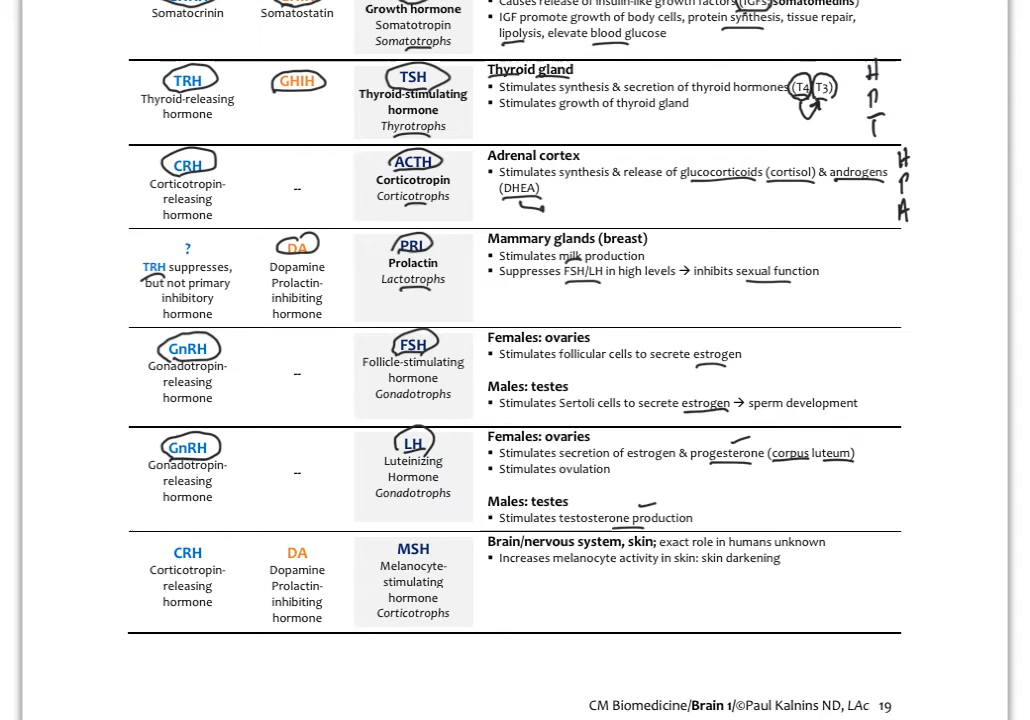 Somatocrinin
Somatostatin
Growth hormone
Somatotropin
Somatotrophs
▪ Causes release of insulin-like growth factors (IGFs; somatomedins)
▪ IGF promote growth of body cells, protein synthesis, tissue repair,
lipolysis, elevate blood glucose
TRH
Thyroid-releasing
hormone
GHIH
TSH
Thyroid-stimulating
hormone
Thyrotrophs
Thyroid gland
▪ Stimulates synthesis & secretion of thyroid hormones (T4, T3)
▪ Stimulates growth of thyroid gland
H
P
T
CRH
Corticotropin-
releasing
hormone
--
ACTH
Corticotropin
Corticotrophs
Adrenal cortex
▪ Stimulates synthesis & release of glucocorticoids (cortisol) & androgens
(DHEA)
H
P
A
?
TRH suppresses,
but not primary
inhibitory
hormone
DA
Dopamine
Prolactin-
inhibiting
hormone
PRL
Prolactin
Lactotrophs
Mammary glands (breast)
▪ Stimulates milk production
▪ Suppresses FSH/LH in high levels → inhibits sexual function
GnRH
Gonadotropin-
releasing
hormone
--
FSH
Follicle-stimulating
hormone
Gonadotrophs
Females: ovaries
▪ Stimulates follicular cells to secrete estrogen
Males: testes
▪ Stimulates Sertoli cells to secrete estrogen → sperm development
GnRH
Gonadotropin-
releasing
hormone
--
LH
Luteinizing
Hormone
Gonadotrophs
Females: ovaries
▪ Stimulates secretion of estrogen & progesterone (corpus luteum)
▪ Stimulates ovulation
Males: testes
▪ Stimulates testosterone production
CRH
Corticotropin-
releasing
hormone
DA
Dopamine
Prolactin-
inhibiting
hormone
MSH
Melanocyte-
stimulating
hormone
Corticotrophs
Brain/nervous system, skin; exact role in humans unknown
▪ Increases melanocyte activity in skin: skin darkening
CM Biomedicine/Brain 1/©Paul Kalnins ND, LAc 19